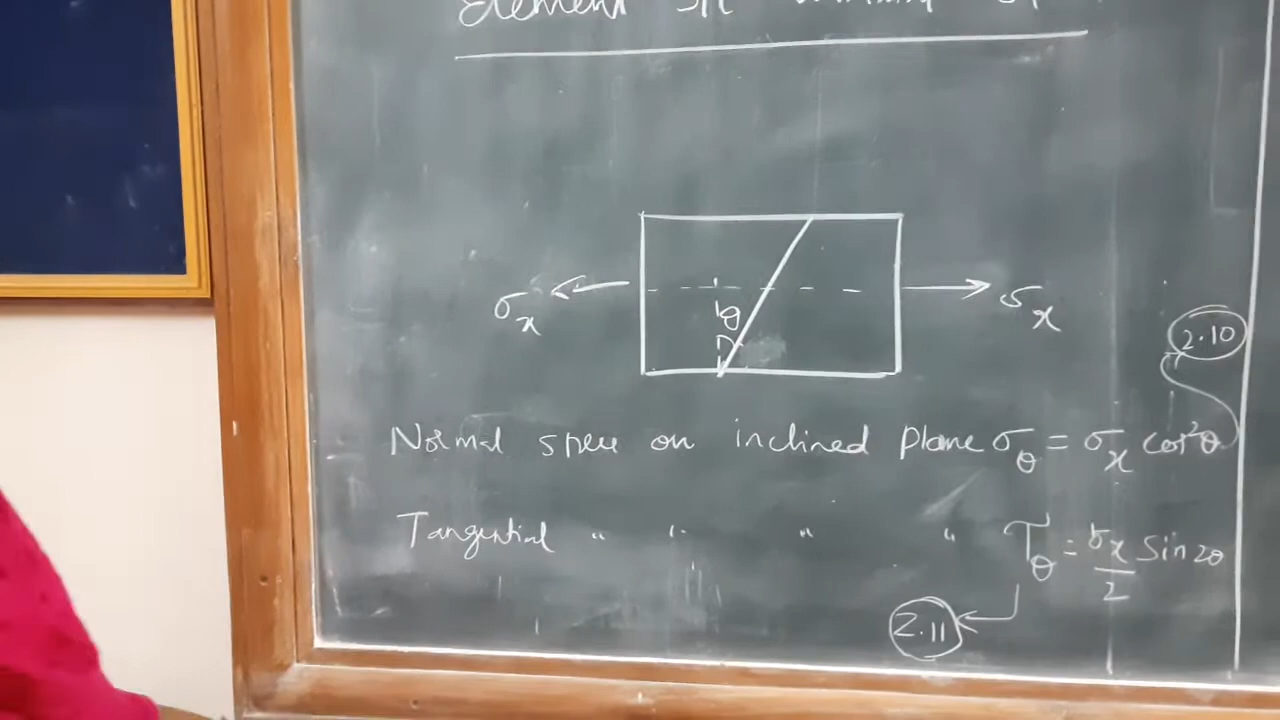 Element
σx
θ
σx
2.10
Normal stress on inclined plane σθ = σx cos²θ
Tangential " " " " τθ = σx/2 sin2θ
2.11